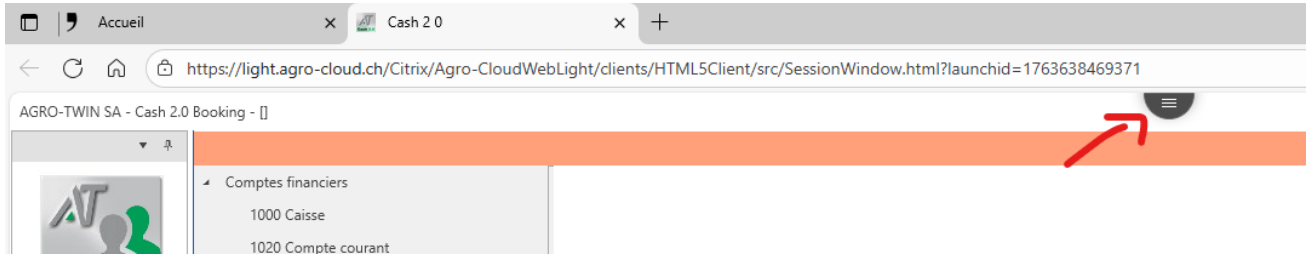 Accueil
Cash 2 0
https://light.agro-cloud.ch/Citrix/Agro-CloudWebLight/clients/HTML5Client/src/SessionWindow.html?launchid=1763638469371
AGRO-TWIN SA - Cash 2.0 Booking - []
AT
Comptes financiers
1000 Caisse
1020 Compte courant